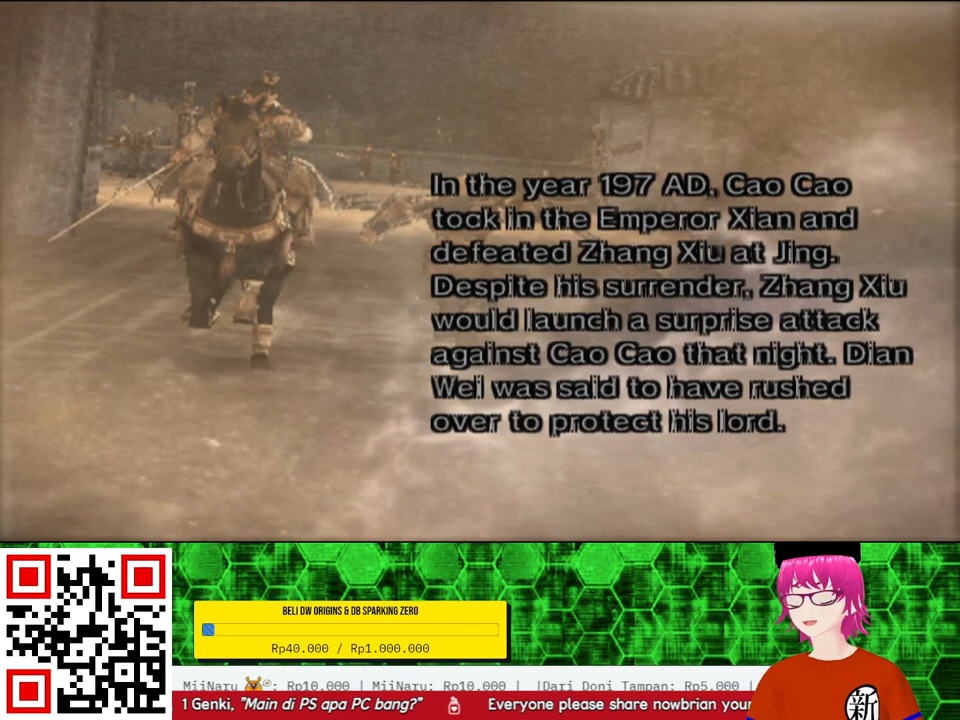 In the year 197 AD, Cao Cao
took in the Emperor Xian and
defeated Zhang Xiu at Jing.
Despite his surrender, Zhang Xiu
would launch a surprise attack
against Cao Cao that night. Dian
Wei was said to have rushed
over to protect his lord.
BELI DW ORIGINS & DB SPARKING ZERO
Rp40.000 / Rp1.000.000
MiiNaru : Rp10.000 | MiiNaru: Rp10.000 | |Dari Doni Tampan: Rp5.000 |
1 Genki, "Main di PS apa PC bang?" Everyone please share nowbrian your
新